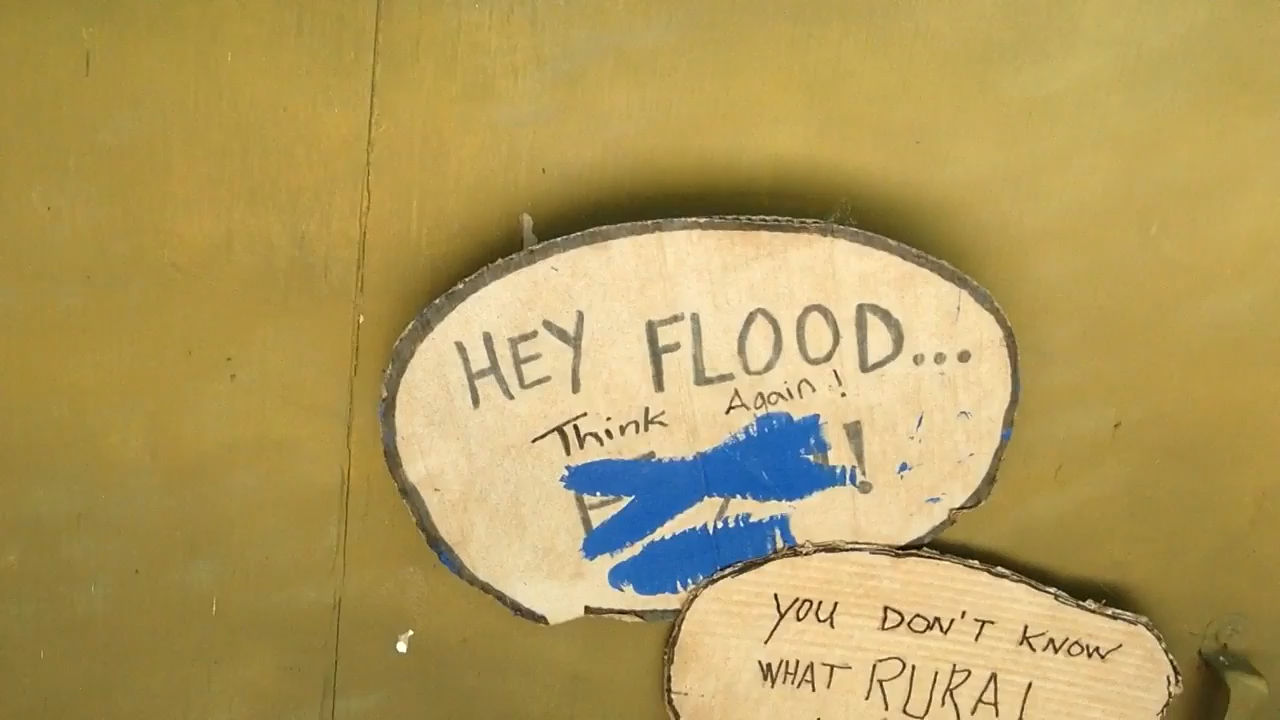 HEY FLOOD...
Think Again!
!
YOU DON'T KNOW
WHAT RURAL